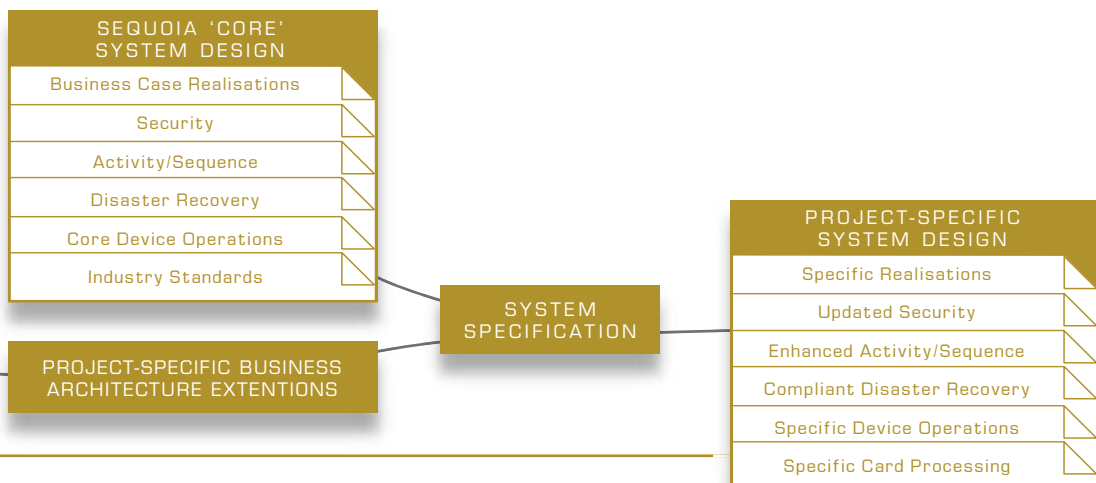 SEQUOIA ‘CORE’
SYSTEM DESIGN
Business Case Realisations
Security
Activity/Sequence
Disaster Recovery
Core Device Operations
Industry Standards
PROJECT-SPECIFIC BUSINESS
ARCHITECTURE EXTENTIONS
SYSTEM
SPECIFICATION
PROJECT-SPECIFIC
SYSTEM DESIGN
Specific Realisations
Updated Security
Enhanced Activity/Sequence
Compliant Disaster Recovery
Specific Device Operations
Specific Card Processing